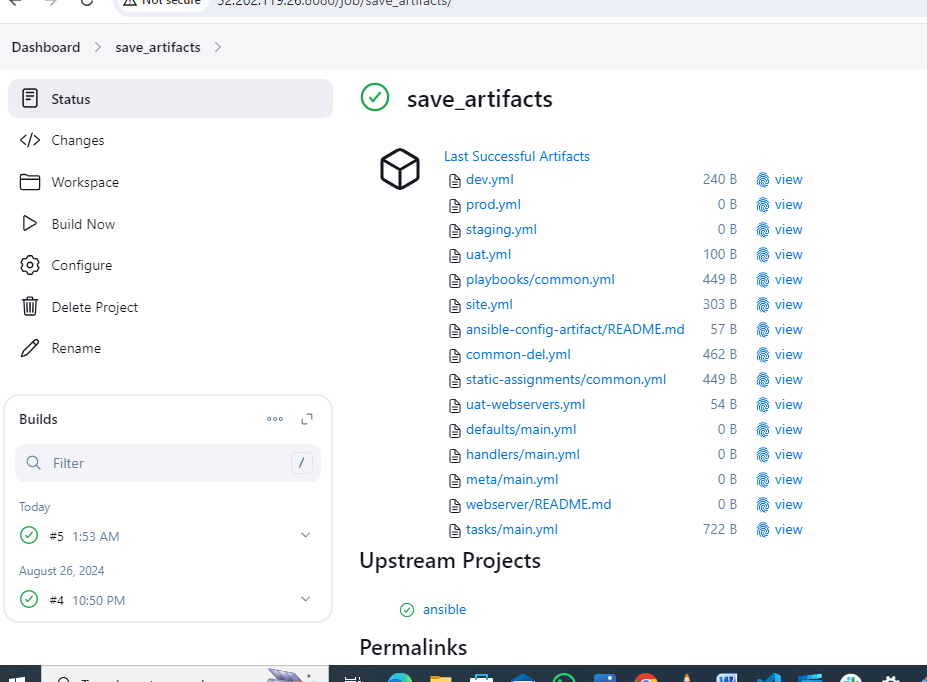 Not secure 52.202.119.26:8080/job/save_artifacts/
Dashboard > save_artifacts >
Status
Changes
Workspace
Build Now
Configure
Delete Project
Rename
Builds
Filter /
Today
#5 1:53 AM
August 26, 2024
#4 10:50 PM
save_artifacts
Last Successful Artifacts
dev.yml 240 B view
prod.yml 0 B view
staging.yml 0 B view
uat.yml 100 B view
playbooks/common.yml 449 B view
site.yml 303 B view
ansible-config-artifact/README.md 57 B view
common-del.yml 462 B view
static-assignments/common.yml 449 B view
uat-webservers.yml 54 B view
defaults/main.yml 0 B view
handlers/main.yml 0 B view
meta/main.yml 0 B view
webserver/README.md 0 B view
tasks/main.yml 722 B view
Upstream Projects
ansible
Permalinks